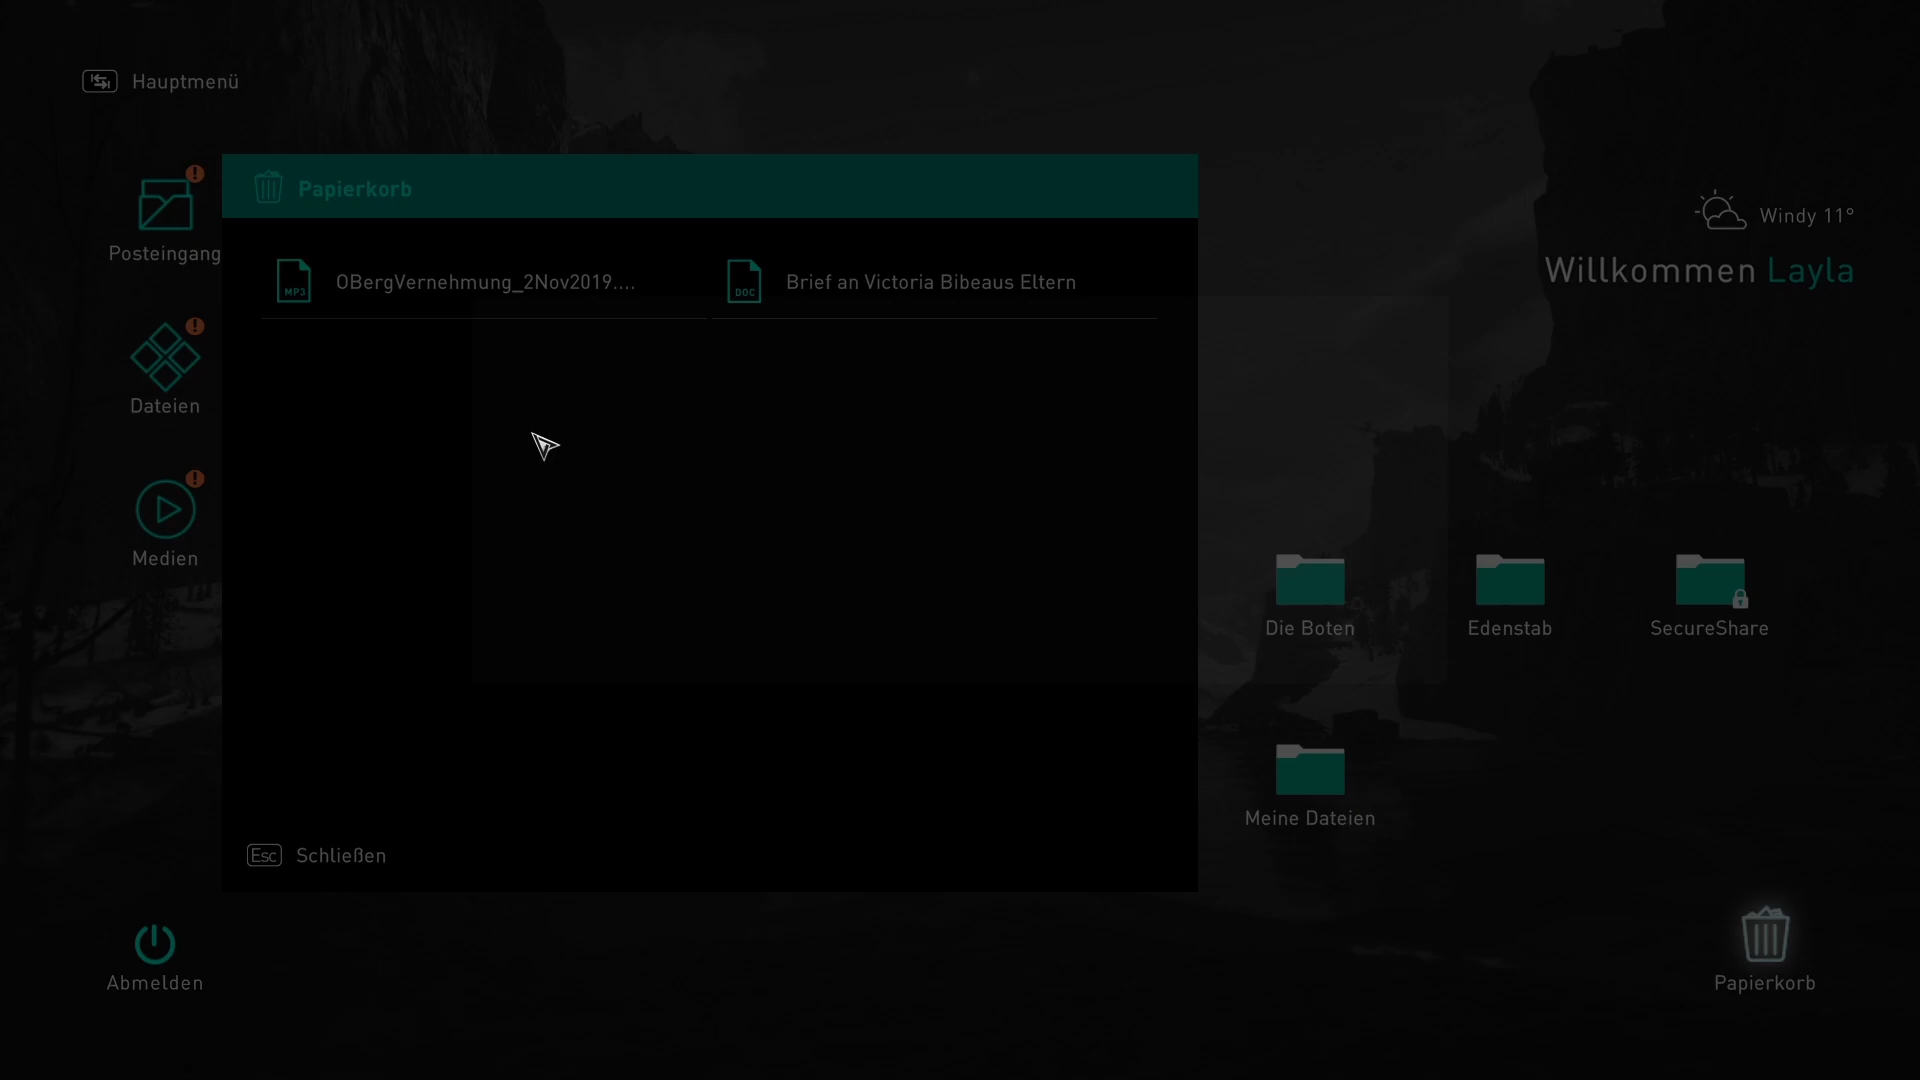 Hauptmenü
Papierkorb
Posteingang
MP3 OBergVernehmung_2Nov2019....
DOC Brief an Victoria Bibeaus Eltern
Windy 11°
Willkommen Layla
Dateien
Medien
Die Boten
Edenstab
SecureShare
Meine Dateien
Esc Schließen
Abmelden
Papierkorb